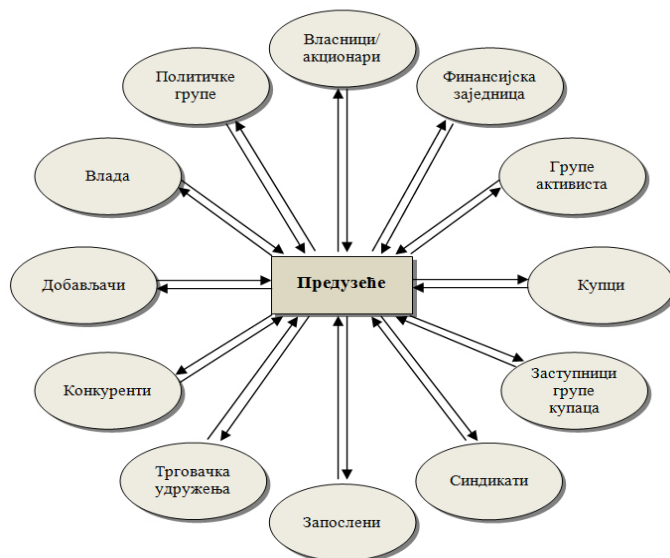 Власници/
акционари
Политичке
групе
Финансијска
заједница
Влада
Групе
активиста
Добављачи
Предузеће
Купци
Конкуренти
Заступници
групе
купаца
Трговачка
удружења
Синдикати
Запослени